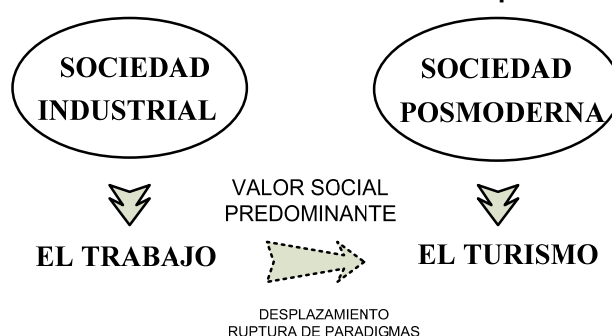 SOCIEDAD
INDUSTRIAL
SOCIEDAD
POSMODERNA
VALOR SOCIAL
PREDOMINANTE
EL TRABAJO
EL TURISMO
DESPLAZAMIENTO
RUPTURA DE PARADIGMAS